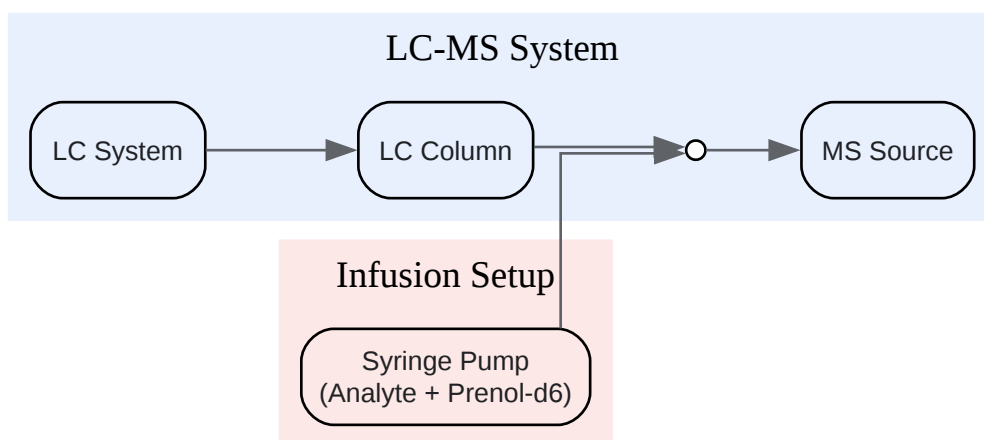 LC-MS System
LC System
LC Column
MS Source
Infusion Setup
Syringe Pump
(Analyte + Prenol-d6)